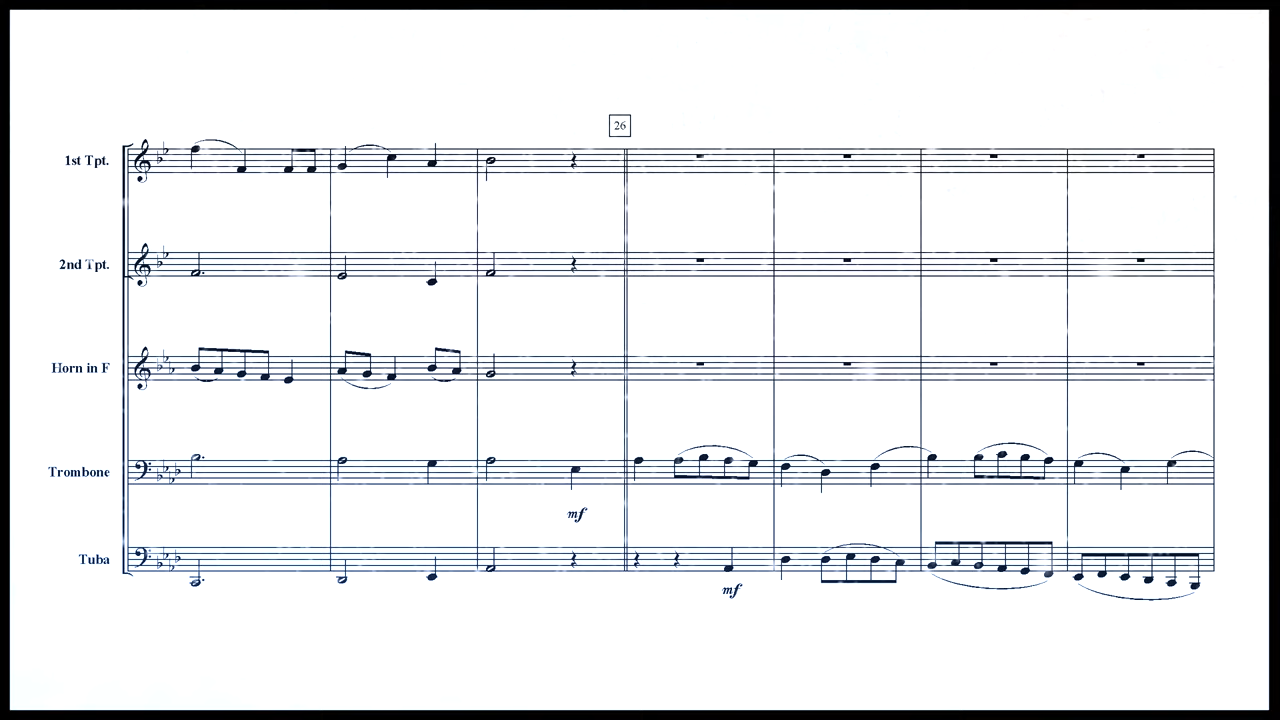 26
1st Tpt.
2nd Tpt.
Horn in F
Trombone
mf
Tuba
mf